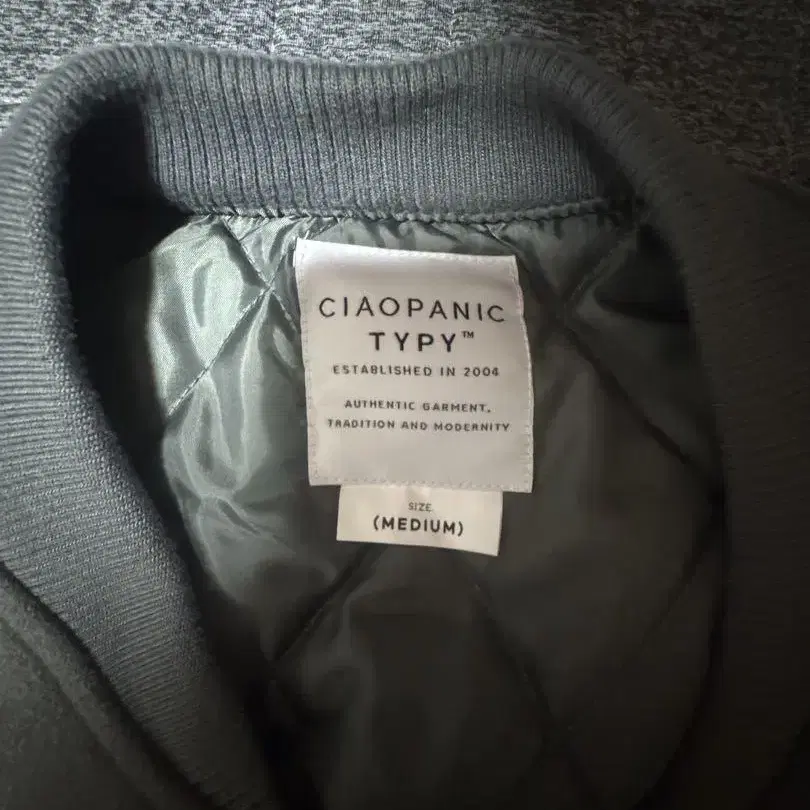 CIAOPANIC
TYPY™
ESTABLISHED IN 2004
AUTHENTIC GARMENT,
TRADITION AND MODERNITY
SIZE
(MEDIUM)